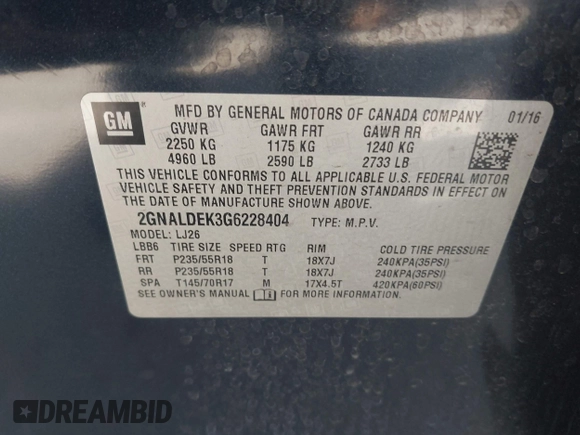 GM
MFD BY GENERAL MOTORS OF CANADA COMPANY 01/16
GVWR GAWR FRT GAWR RR
2250 KG 1175 KG 1240 KG
4960 LB 2590 LB 2733 LB
THIS VEHICLE CONFORMS TO ALL APPLICABLE U.S. FEDERAL MOTOR
VEHICLE SAFETY AND THEFT PREVENTION STANDARDS IN EFFECT ON
THE DATE OF MANUFACTURE SHOWN ABOVE.
2GNALDEK3G6228404 TYPE: M.P.V.
MODEL: LJ26
LBB6 TIRE SIZE SPEED RTG RIM COLD TIRE PRESSURE
FRT P235/55R18 T 18X7J 240KPA(35PSI)
RR P235/55R18 T 18X7J 240KPA(35PSI)
SPA T145/70R17 M 17X4.5T 420KPA(60PSI)
SEE OWNER'S MANUAL FOR MORE INFORMATION.
DREAMBID